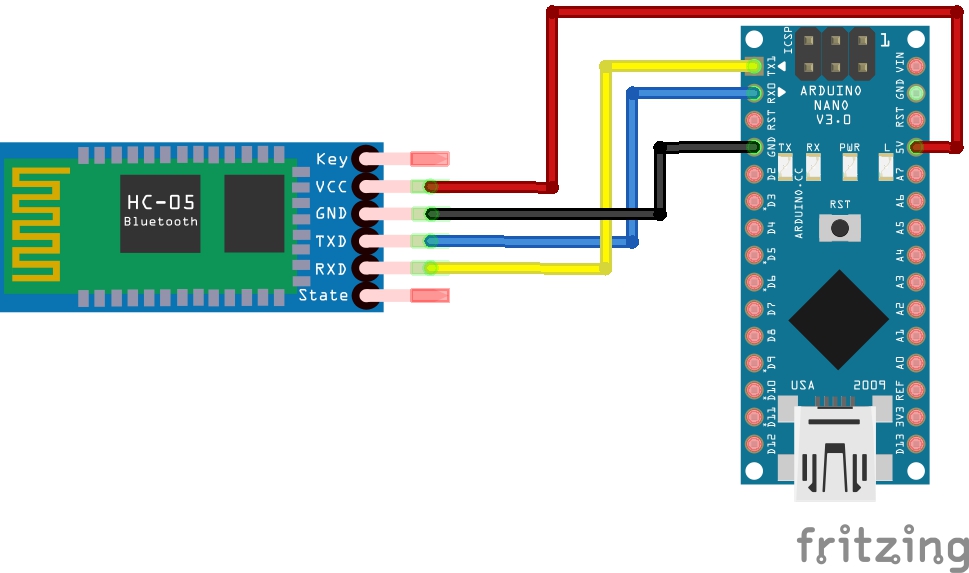 HC-05
Bluetooth
Key
VCC
GND
TXD
RXD
State
ICSP
1
TX1
RX0
RST
GND
D2
D3
D4
D5
D6
D7
D8
D9
D10
D11
D12
VIN
GND
RST
5V
A7
A6
A5
A4
A3
A2
A1
A0
REF
3V3
D13
ARDUINO
NANO
V3.0
TX RX PWR L
ARDUINO.CC
RST
USA 2009
fritzing